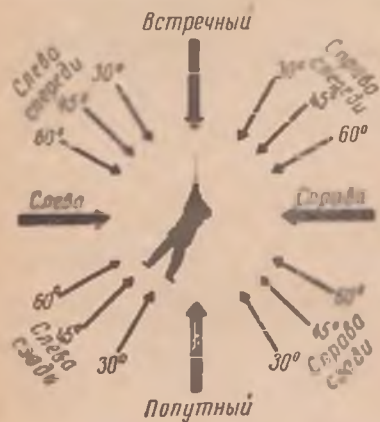 Встречный
Слева
спереди
30°
45°
60°
Справа
спереди
30°
45°
60°
Слева
Справа
60°
45°
30°
Слева
сзади
60°
45°
30°
Справа
сзади
Попутный